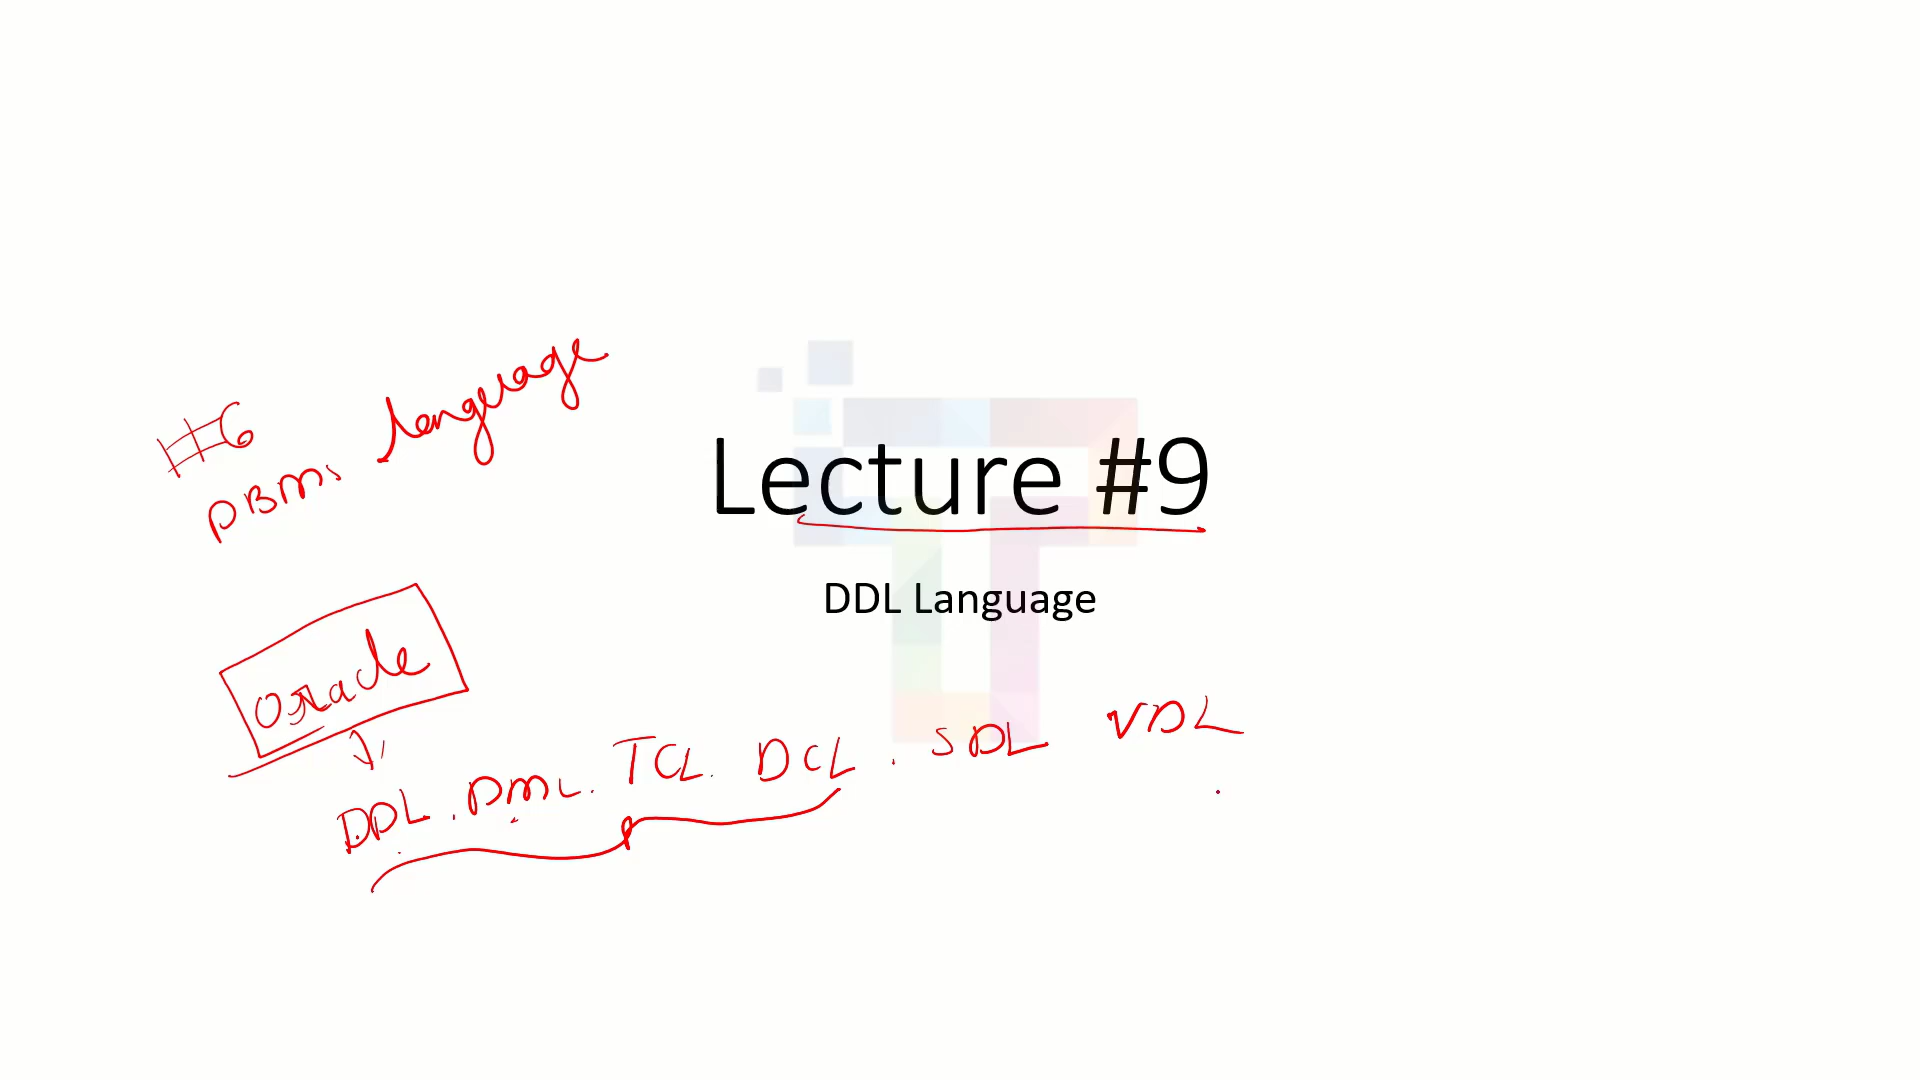 #6
DBMs language
Lecture #9
DDL Language
oracle
DDL . DML . TCL . DCL . SDL VDL